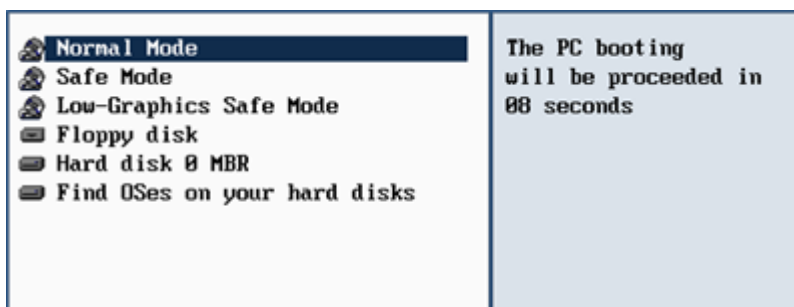 Normal Mode
Safe Mode
Low-Graphics Safe Mode
Floppy disk
Hard disk 0 MBR
Find OSes on your hard disks
The PC booting
will be proceeded in
08 seconds